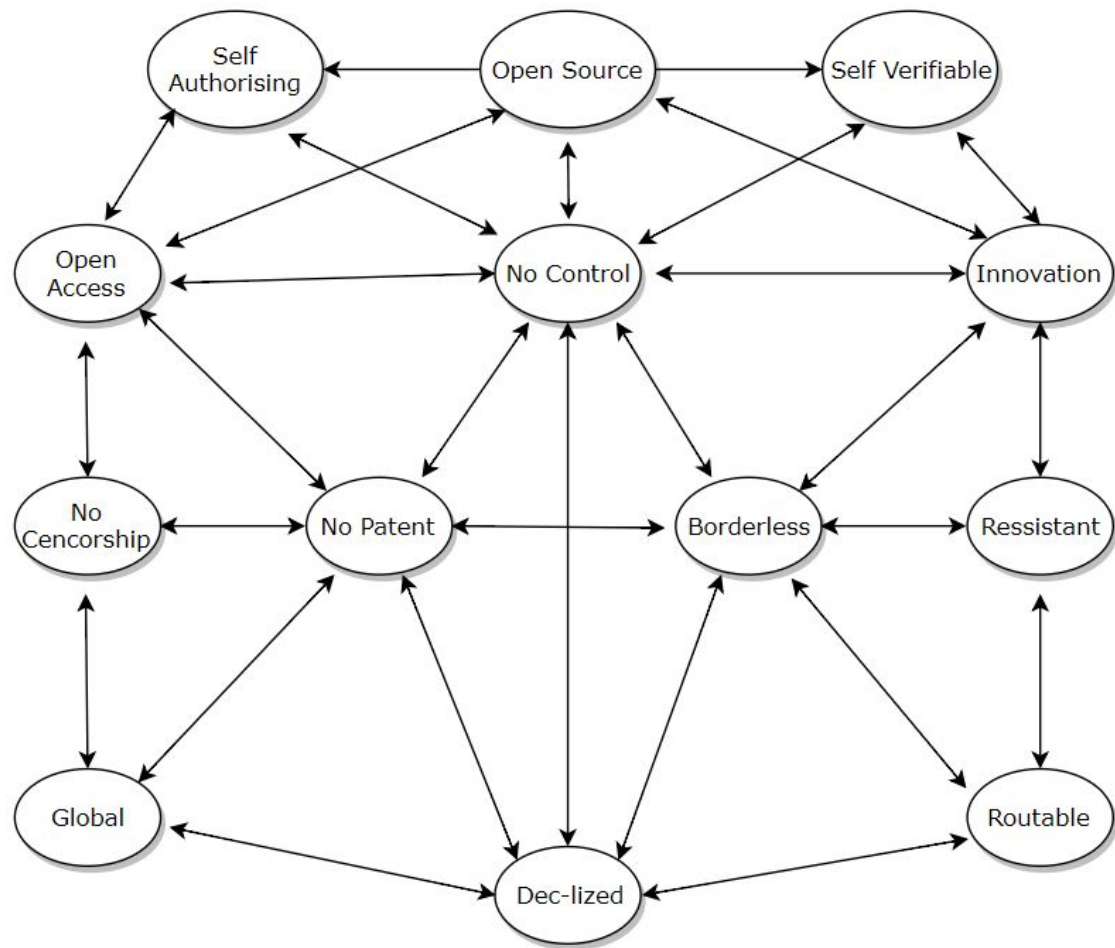 Self
Authorising
Open Source
Self Verifiable
Open
Access
No Control
Innovation
No
Cencorship
No Patent
Borderless
Ressistant
Global
Dec-lized
Routable